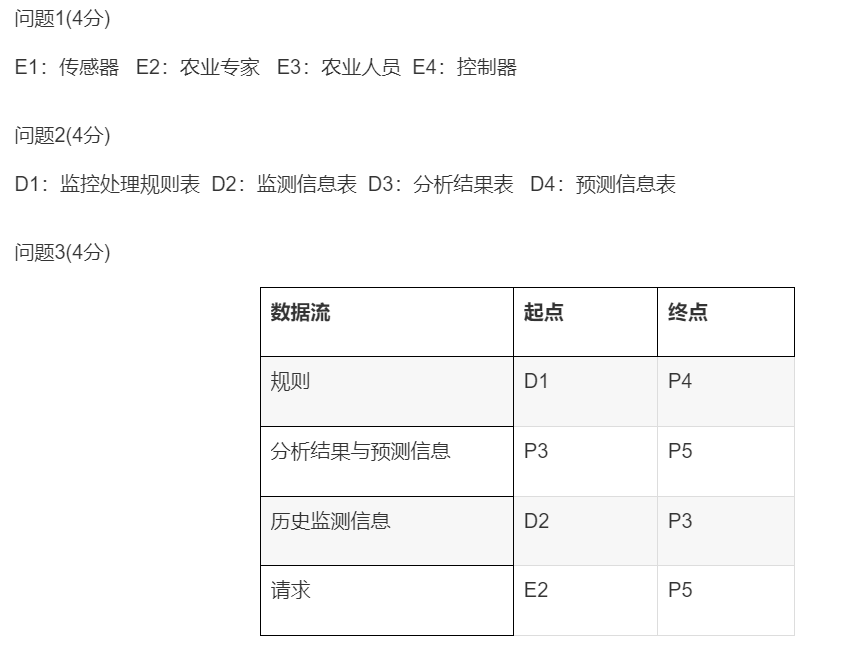 问题1(4分)
E1：传感器 E2：农业专家 E3：农业人员 E4：控制器
问题2(4分)
D1：监控处理规则表 D2：监测信息表 D3：分析结果表 D4：预测信息表
问题3(4分)
数据流 起点 终点
规则 D1 P4
分析结果与预测信息 P3 P5
历史监测信息 D2 P3
请求 E2 P5